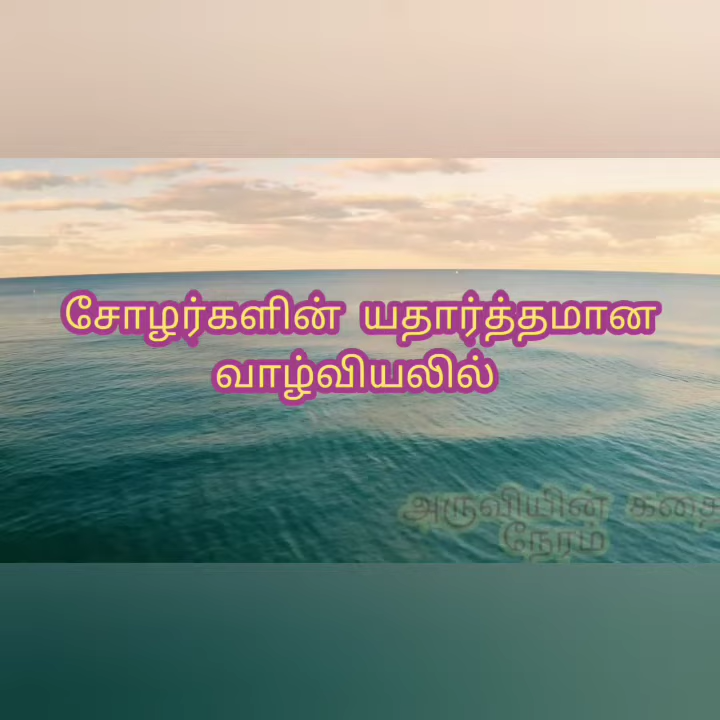 சோழர்களின் யதார்த்தமான
வாழ்வியலில்
அருவியின் கதை
நேரம்